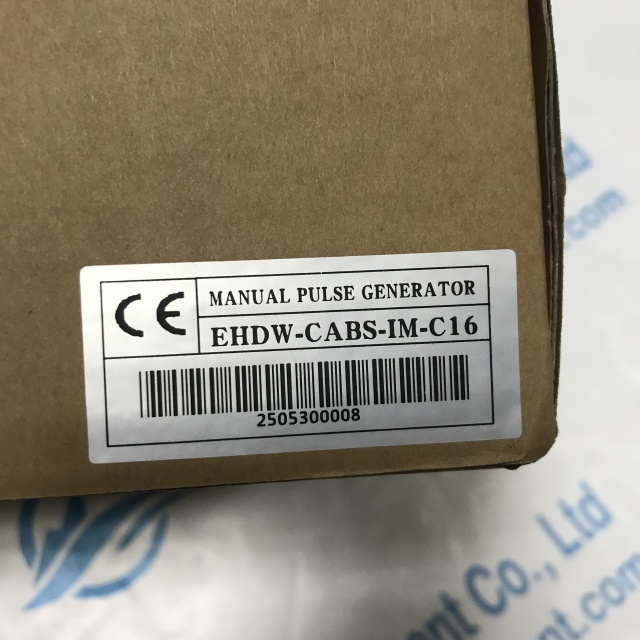 CE
MANUAL PULSE GENERATOR
EHDW-CABS-IM-C16
2505300008
Co., Ltd